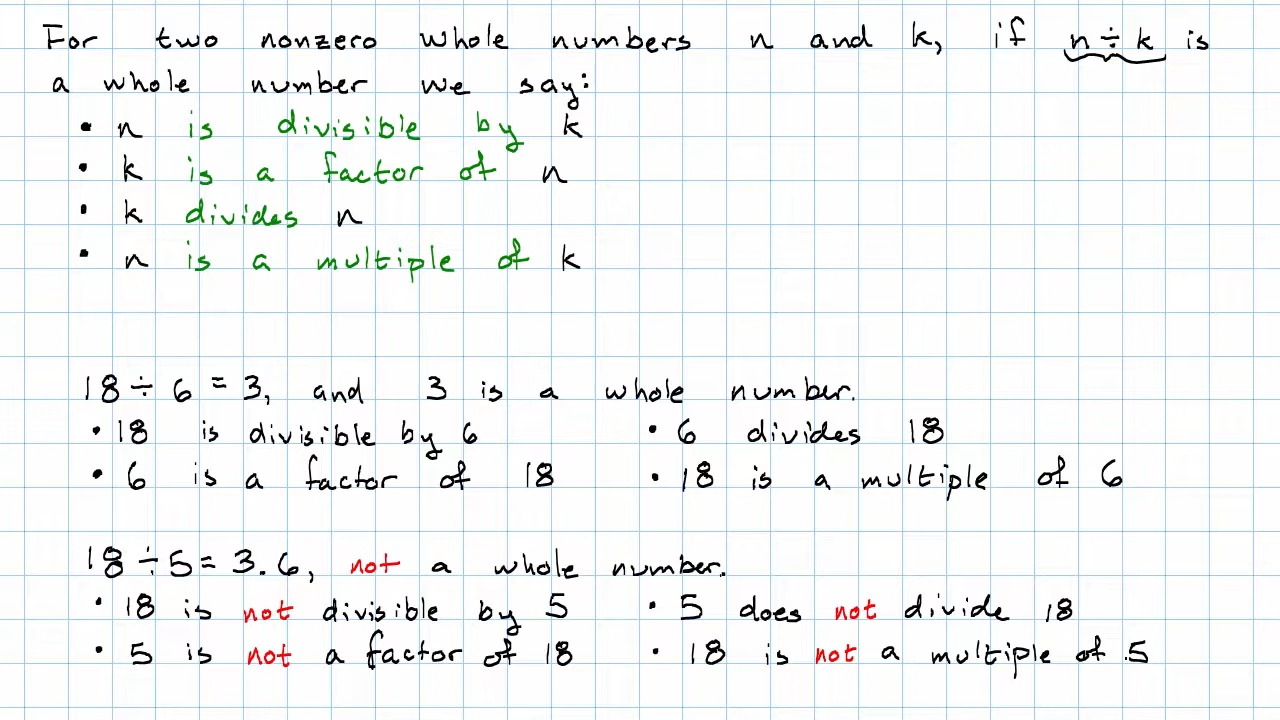 For two nonzero whole numbers n and k, if n ÷ k is
a whole number we say:
• n is divisible by k
• k is a factor of n
• k divides n
• n is a multiple of k
18 ÷ 6 = 3, and 3 is a whole number.
• 18 is divisible by 6
• 6 is a factor of 18
• 6 divides 18
• 18 is a multiple of 6
18 ÷ 5 = 3.6, not a whole number.
• 18 is not divisible by 5
• 5 is not a factor of 18
• 5 does not divide 18
• 18 is not a multiple of 5